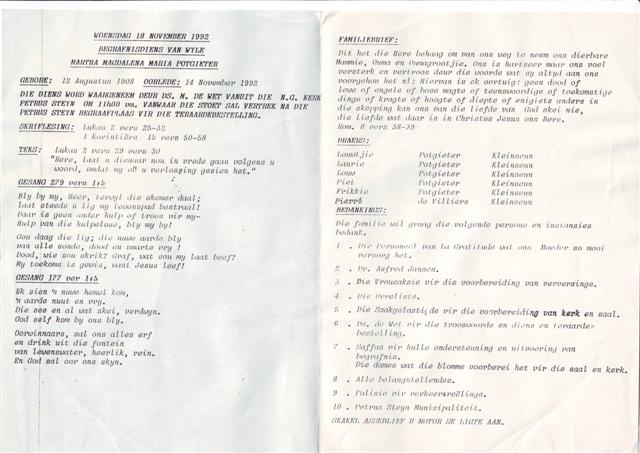 WOENSDAG 18 NOVEMBER 1992
BEGRAFNISDIENS VAN WYLE
MARTHA MAGDALENA MARIA POTGIETER
GEBORE: 12 Augustus 1908 OORLEDE: 14 November 1992
DIE DIENS WORD WAARGENEEM DEUR DS. M. DE WET VANUIT DIE N.G. KERK
PETRUS STEYN OM 11h00 vm. VANWAAR DIE STOET SAL VERTREK NA DIE
PETRUS STEYN BEGRAAFPLAAS VIR DIE TERAARDEBESTELLING.
SKRIFLESING: Lukas 2 vers 25-32
1 Korintiërs 15 vers 50-58
TEKS: Lukas 2 vers 29 vers 30
"Here, laat u dienaar nou in vrede gaan volgens u
woord, omdat my oë u verlossing gesien het."
GESANG 279 vers 1+5
Bly by my, Heer, terwyl die skemer daal;
laat steeds u lig my lewenspad bestraal!
Daar is geen ander hulp of troos vir my-
Hulp van die hulpelose, bly my by!
Gou daag die lig; die nuwe aarde bly
van alle sonde, dood en smarte vry!
Dood, wie sou skrik? Graf, wat sou my laat beef?
My toekoms is gewis, want Jesus leef!
GESANG 177 ver 1+5
Ek sien 'n nuwe hemel kom,
'n aarde nuut en vry.
Die see en al wat skei, verdwyn.
God self kom by ons bly.
Oorwinnaars, sal ons alles erf
en drink uit die fontein
van lewenswater, heerlik, rein.
En God sal oor ons skyn.
FAMILIEBRIEF:
Dit het die Here behaag om van ons weg te neem ons dierbare
Mammie, Ouma en Oumagrootjie. Ons is hartseer maar ons voel
versterk en vertroos deur die woorde wat sy altyd aan ons
voorgehou het nl: Hiervan is ek oortuig: geen dood of
lewe of engele of bose magte of teenswoordige of toekomstige
dinge of kragte of hoogte of diepte of enigiets anders in
die skepping kan ons van die liefde van God skei nie,
die liefde wat daar is in Christus Jesus ons Here.
Rom. 8 vers 38-39
DRAERS:
Louwtjie Potgieter Kleinseun
Laurie Potgieter Kleinseun
Louw Potgieter Kleinseun
Piet Potgieter Kleinseun
Frikkie Potgieter Kleinseun
Pierré de Villiers Kleinseun
BEDANKINGS:
Die familie wil graag die volgende persone en instansies
bedank.
1 . Die Personeel van la Gratitude wat ons Moeder so mooi
versorg het.
2 . Dr. Alfred Jansen.
3 . Die Vroueaksie vir die voorbereiding van verversings.
4 . Die Orreliste.
5 . Die Saakgelastigde vir die voorbereiding van kerk en saal.
6 . Ds. de Wet vir die trooswoorde en diens en teraarde=
bestelling.
7 . Saffas vir hulle ondersteuning en uitvoering van
begrafnis.
Die dames wat die blomme voorberei het vir die saal en kerk.
8 . Alle belangstellendes.
9 . Polisie vir verkeersreëlings.
10 . Petrus Steyn Munisipaliteit.
SKAKEL ASSEBLIEF U MOTOR SE LIGTE AAN.